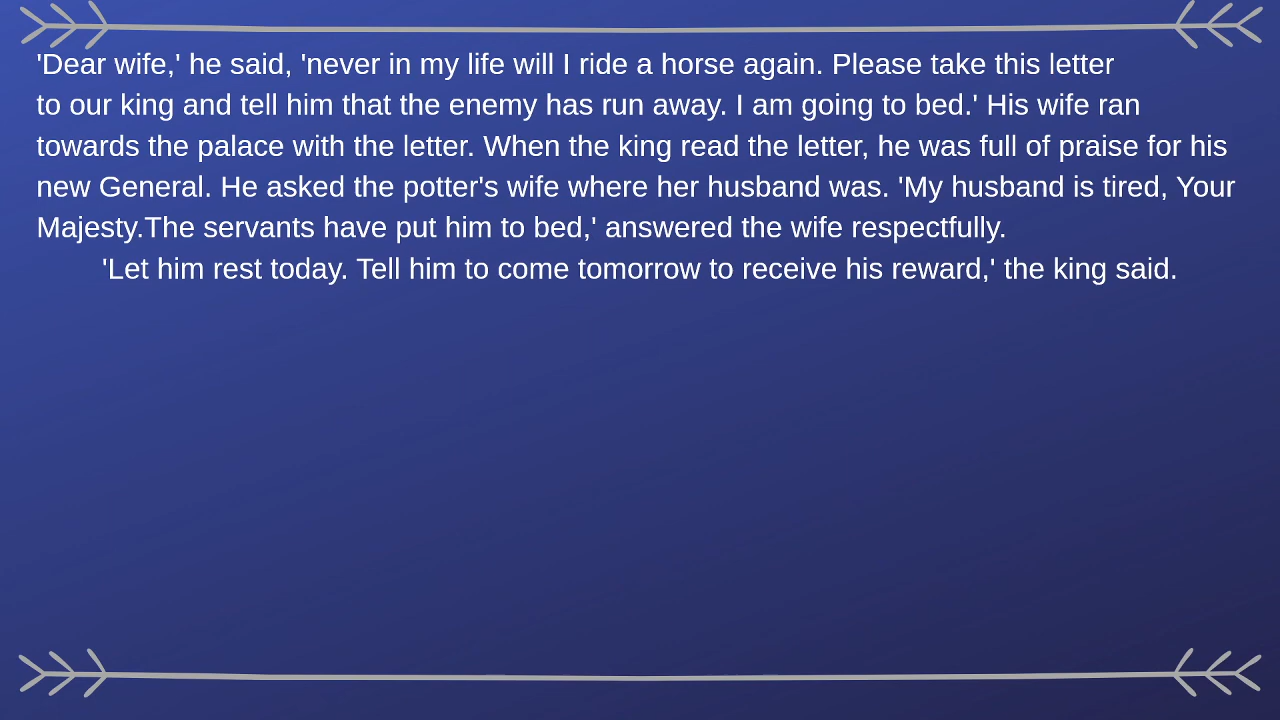 'Dear wife,' he said, 'never in my life will I ride a horse again. Please take this letter
to our king and tell him that the enemy has run away. I am going to bed.' His wife ran
towards the palace with the letter. When the king read the letter, he was full of praise for his
new General. He asked the potter's wife where her husband was. 'My husband is tired, Your
Majesty.The servants have put him to bed,' answered the wife respectfully.
'Let him rest today. Tell him to come tomorrow to receive his reward,' the king said.